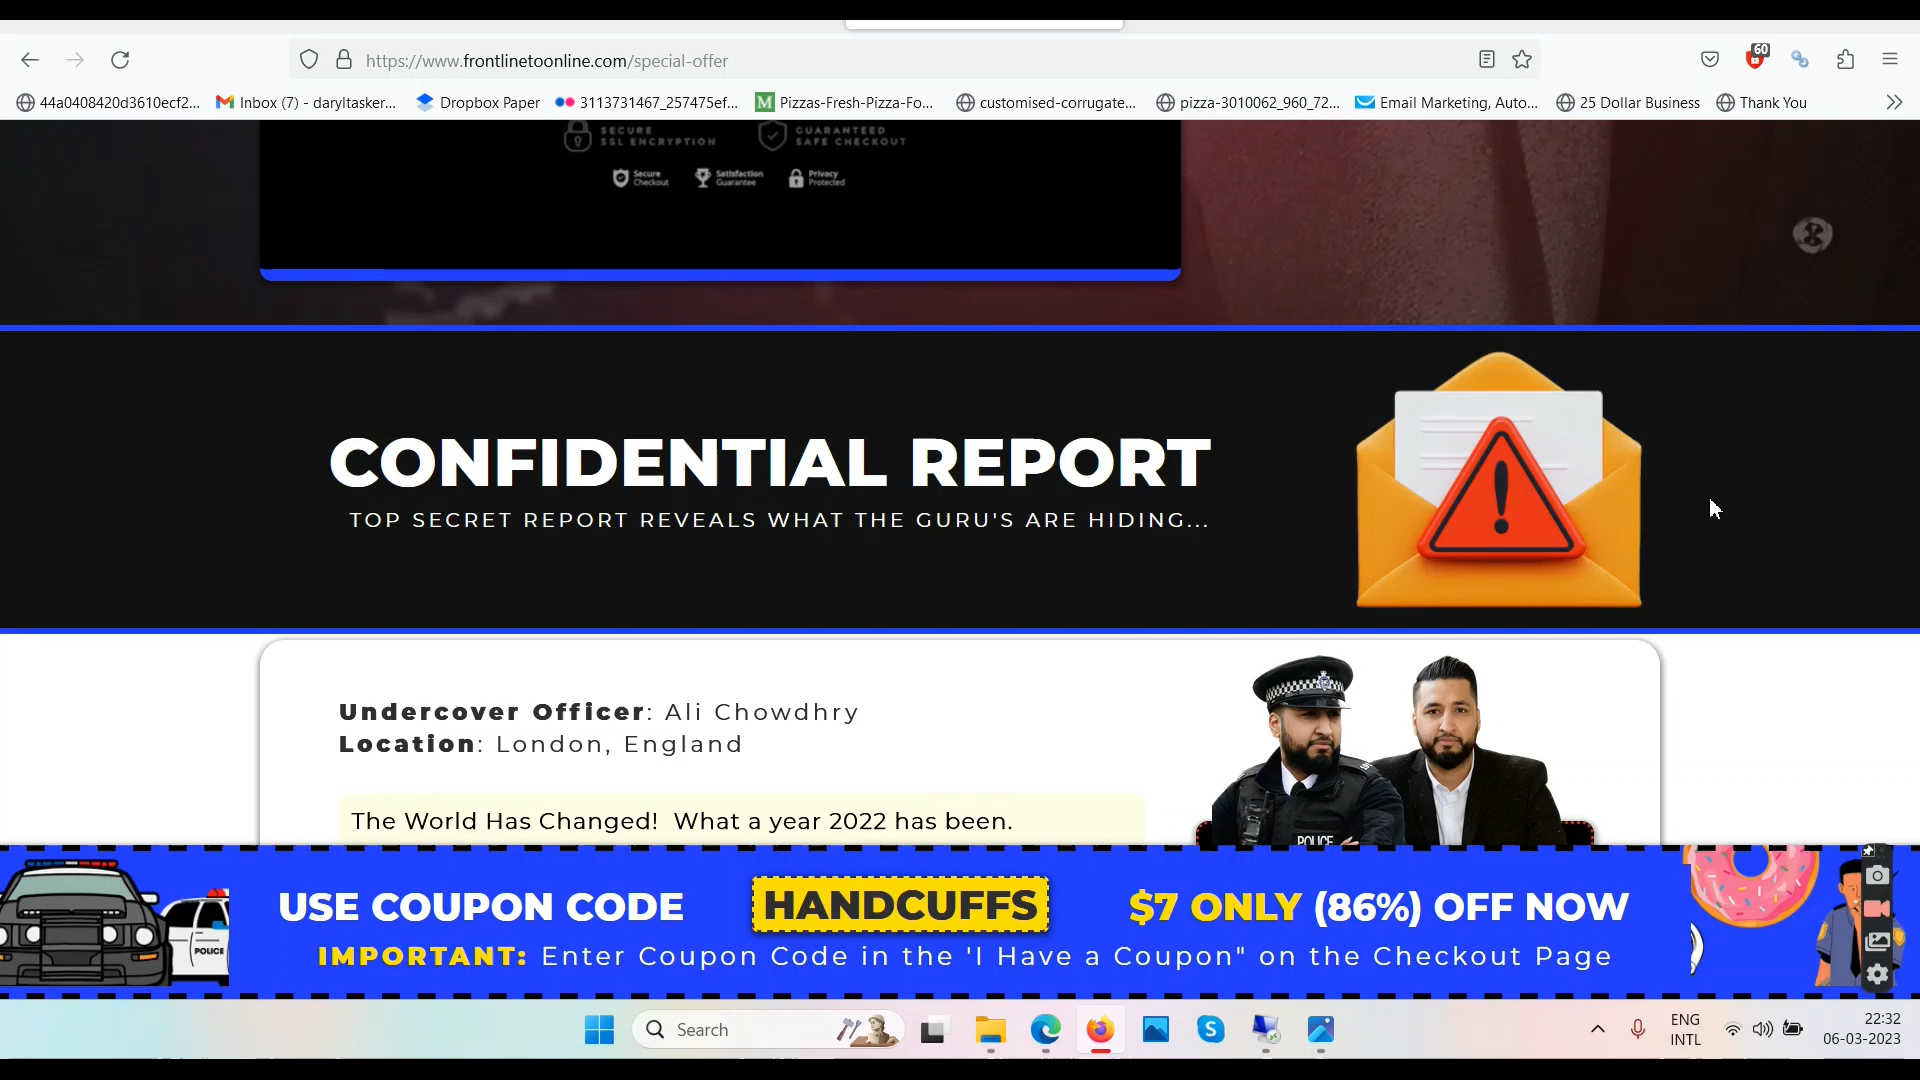 https://www.frontlinetoonline.com/special-offer
60
44a0408420d3610ecf2...
Inbox (7) - daryltasker...
Dropbox Paper
3113731467_257475ef...
Pizzas-Fresh-Pizza-Fo...
customised-corrugate...
pizza-3010062_960_72...
Email Marketing, Auto...
25 Dollar Business
Thank You
SECURE
SSL ENCRYPTION
GUARANTEED
SAFE CHECKOUT
Secure
Checkout
Satisfaction
Guarantee
Privacy
Protected
CONFIDENTIAL REPORT
TOP SECRET REPORT REVEALS WHAT THE GURU'S ARE HIDING...
Undercover Officer: Ali Chowdhry
Location: London, England
The World Has Changed!  What a year 2022 has been.
POLICE
USE COUPON CODE
HANDCUFFS
$7 ONLY (86%) OFF NOW
IMPORTANT: Enter Coupon Code in the 'I Have a Coupon" on the Checkout Page
POLICE
Search
ENG
INTL
22:32
06-03-2023